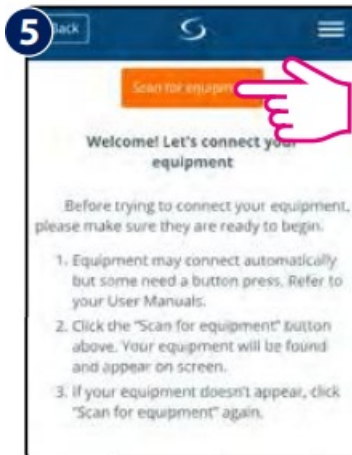 5
Back
Scan for equipment
Welcome! Let's connect your
equipment
Before trying to connect your equipment,
please make sure they are ready to begin.
1. Equipment may connect automatically
but some need a button press. Refer to
your User Manuals.
2. Click the "Scan for equipment" button
above. Your equipment will be found
and appear on screen.
3. If your equipment doesn't appear, click
"Scan for equipment" again.